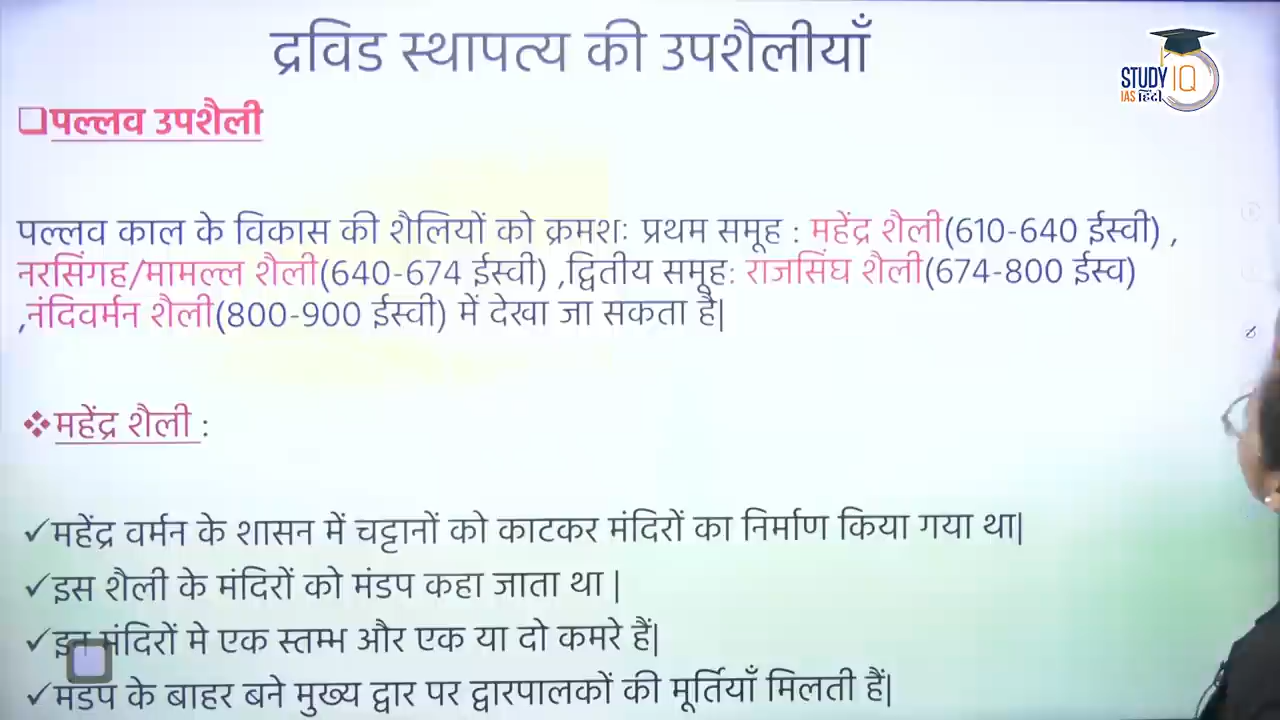 द्रविड स्थापत्य की उपशैलीयाँ
STUDY IQ
IAS हिंदी
पल्लव उपशैली
पल्लव काल के विकास की शैलियों को क्रमशः प्रथम समूह : महेंद्र शैली(610-640 ईस्वी) ,
नरसिंगह/मामल्ल शैली(640-674 ईस्वी) ,द्वितीय समूह: राजसिंघ शैली(674-800 ईस्व)
,नंदिवर्मन शैली(800-900 ईस्वी) में देखा जा सकता है|
महेंद्र शैली :
महेंद्र वर्मन के शासन में चट्टानों को काटकर मंदिरों का निर्माण किया गया था|
इस शैली के मंदिरों को मंडप कहा जाता था |
इन मंदिरों मे एक स्तम्भ और एक या दो कमरे हैं|
मंडप के बाहर बने मुख्य द्वार पर द्वारपालकों की मूर्तियाँ मिलती हैं|